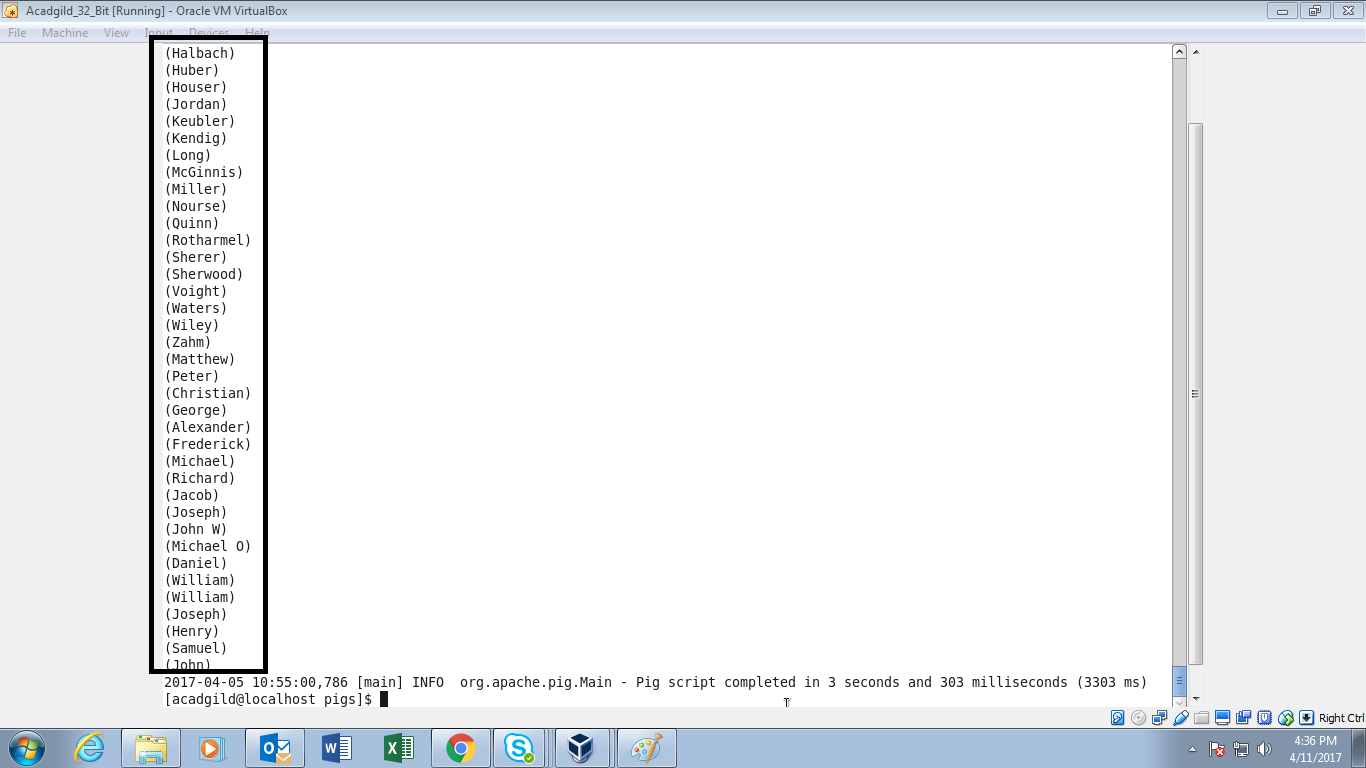 Acadgild_32_Bit [Running] - Oracle VM VirtualBox
File Machine View Input Devices Help
(Halbach)
(Huber)
(Houser)
(Jordan)
(Keubler)
(Kendig)
(Long)
(McGinnis)
(Miller)
(Nourse)
(Quinn)
(Rotharmel)
(Sherer)
(Sherwood)
(Voight)
(Waters)
(Wiley)
(Zahm)
(Matthew)
(Peter)
(Christian)
(George)
(Alexander)
(Frederick)
(Michael)
(Richard)
(Jacob)
(Joseph)
(John W)
(Michael O)
(Daniel)
(William)
(William)
(Joseph)
(Henry)
(Samuel)
(John)
2017-04-05 10:55:00,786 [main] INFO  org.apache.pig.Main - Pig script completed in 3 seconds and 303 milliseconds (3303 ms)
[acadgild@localhost pigs]$
Right Ctrl
4:36 PM
4/11/2017